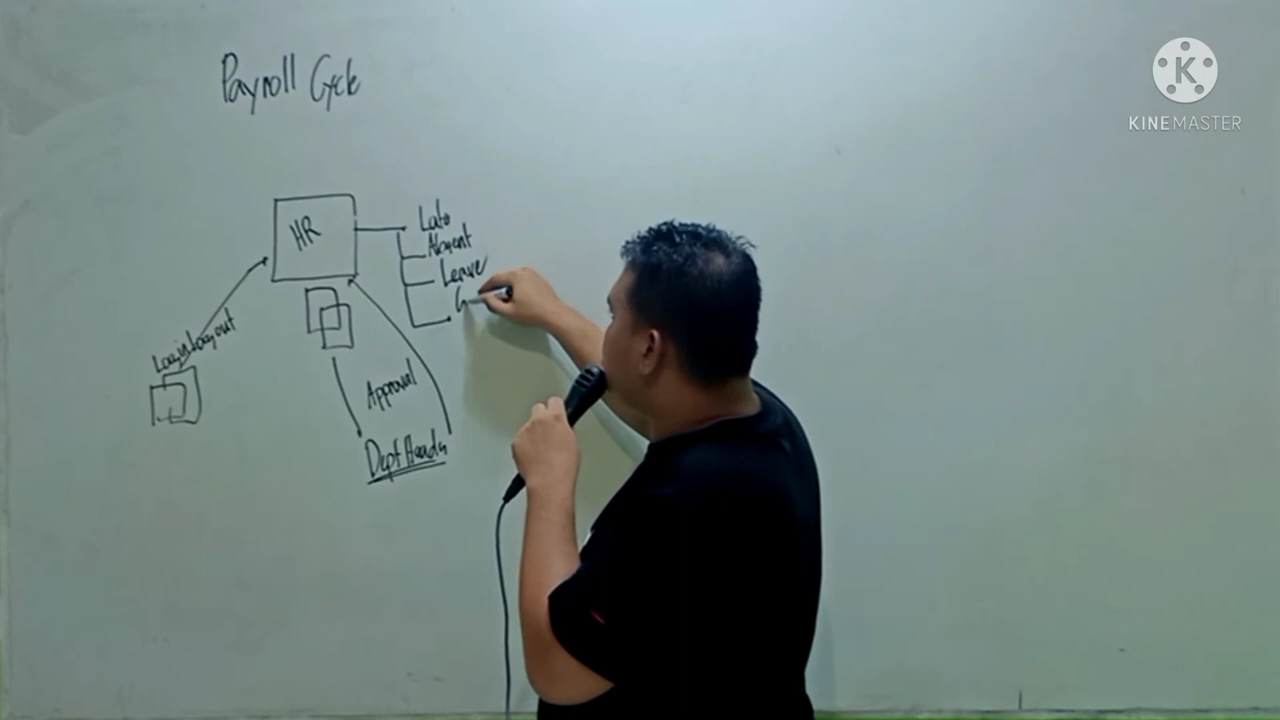 Payroll Cycle
K
KINEMASTER
HR
Late
Absent
Leave
Login logout
Approval
Dept Heads